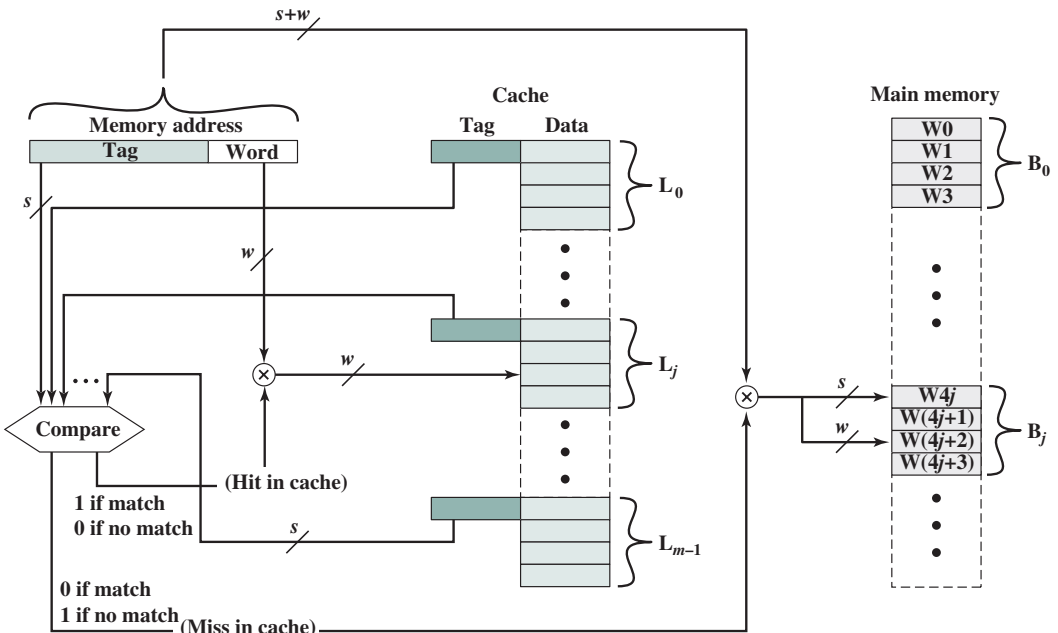 s+w
Memory address
Tag Word
Cache
Tag Data
Main memory
W0
W1
W2
W3
B0
L0
s
w
Lj
w
...
Compare
(Hit in cache)
1 if match
0 if no match
s
Lm–1
s
w
W4j
W(4j+1)
W(4j+2)
W(4j+3)
Bj
0 if match
1 if no match
(Miss in cache)